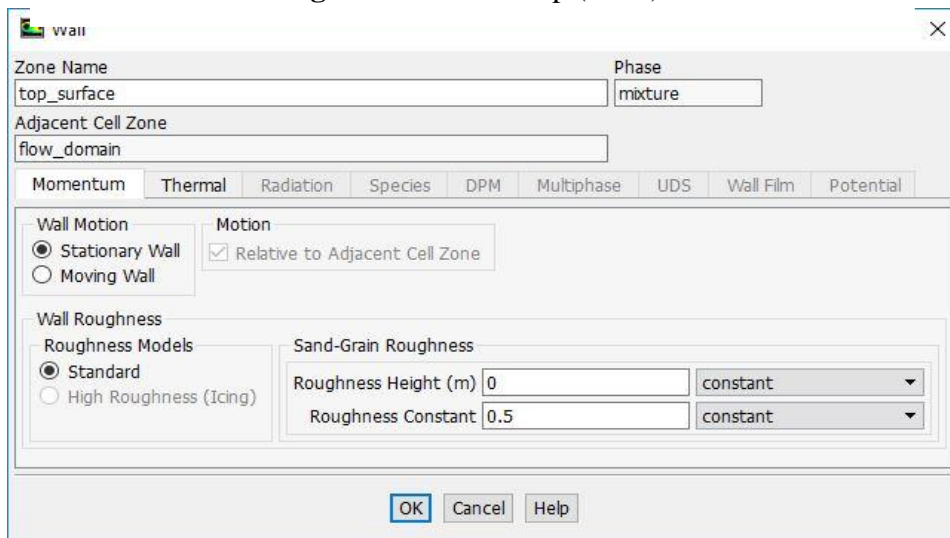 Wall
Zone Name
Phase
top_surface
mixture
Adjacent Cell Zone
flow_domain
Momentum Thermal Radiation Species DPM Multiphase UDS Wall Film Potential
Wall Motion
Motion
Stationary Wall
Relative to Adjacent Cell Zone
Moving Wall
Wall Roughness
Roughness Models
Sand-Grain Roughness
Standard
Roughness Height (m) 0 constant
High Roughness (Icing)
Roughness Constant 0.5 constant
OK Cancel Help